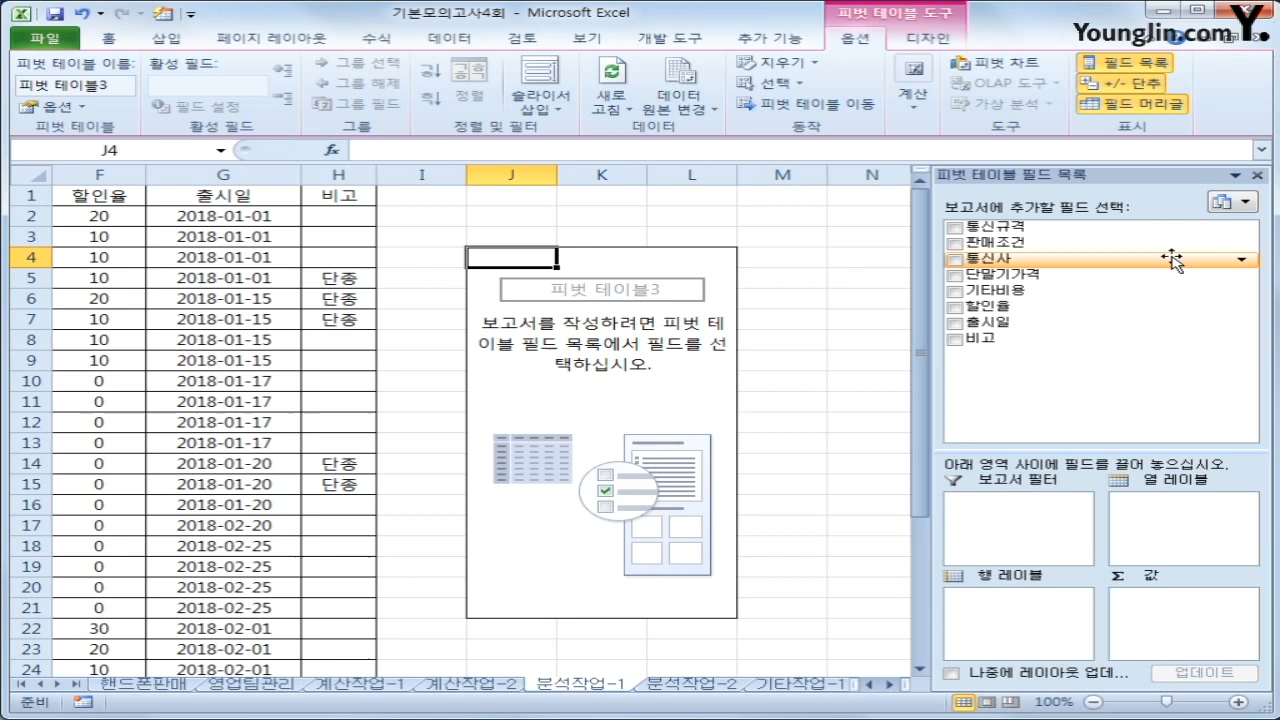 기본모의고사4회 - Microsoft Excel
피벗 테이블 도구
Younglin.com Y.
파일 홈 삽입 페이지 레이아웃 수식 데이터 검토 보기 개발 도구 추가 기능 옵션 디자인
피벗 테이블 이름:
피벗 테이블3
옵션
피벗 테이블
활성 필드:
필드 설정
활성 필드
그룹 선택
그룹 해제
그룹 필드
그룹
정렬
슬라이서
삽입
정렬 및 필터
새로
고침
데이터
원본 변경
데이터
지우기
선택
피벗 테이블 이동
동작
계산
피벗 차트
OLAP 도구
가상 분석
도구
필드 목록
+/- 단추
필드 머리글
표시
J4 fx
F G H I J K L M N
1 할인율 출시일 비고
2 20 2018-01-01
3 10 2018-01-01
4 10 2018-01-01
5 10 2018-01-01 단종
6 20 2018-01-15 단종
7 10 2018-01-15 단종
8 10 2018-01-15
9 10 2018-01-15
10 0 2018-01-17
11 0 2018-01-17
12 0 2018-01-17
13 0 2018-01-17
14 0 2018-01-20 단종
15 0 2018-01-20 단종
16 0 2018-01-20
17 0 2018-02-20
18 0 2018-02-25
19 0 2018-02-25
20 0 2018-02-25
21 0 2018-02-25
22 30 2018-02-01
23 20 2018-02-01
24 10 2018-02-01
피벗 테이블3
보고서를 작성하려면 피벗 테
이블 필드 목록에서 필드를 선
택하십시오.
피벗 테이블 필드 목록
보고서에 추가할 필드 선택:
통신규격
판매조건
통신사
단말기가격
기타비용
할인율
출시일
비고
아래 영역 사이에 필드를 끌어 놓으십시오.
보고서 필터 열 레이블
행 레이블 Σ 값
나중에 레이아웃 업데... 업데이트
핸드폰판매 영업팀관리 계산작업-1 계산작업-2 분석작업-1 분석작업-2 기타작업-1
준비 100%